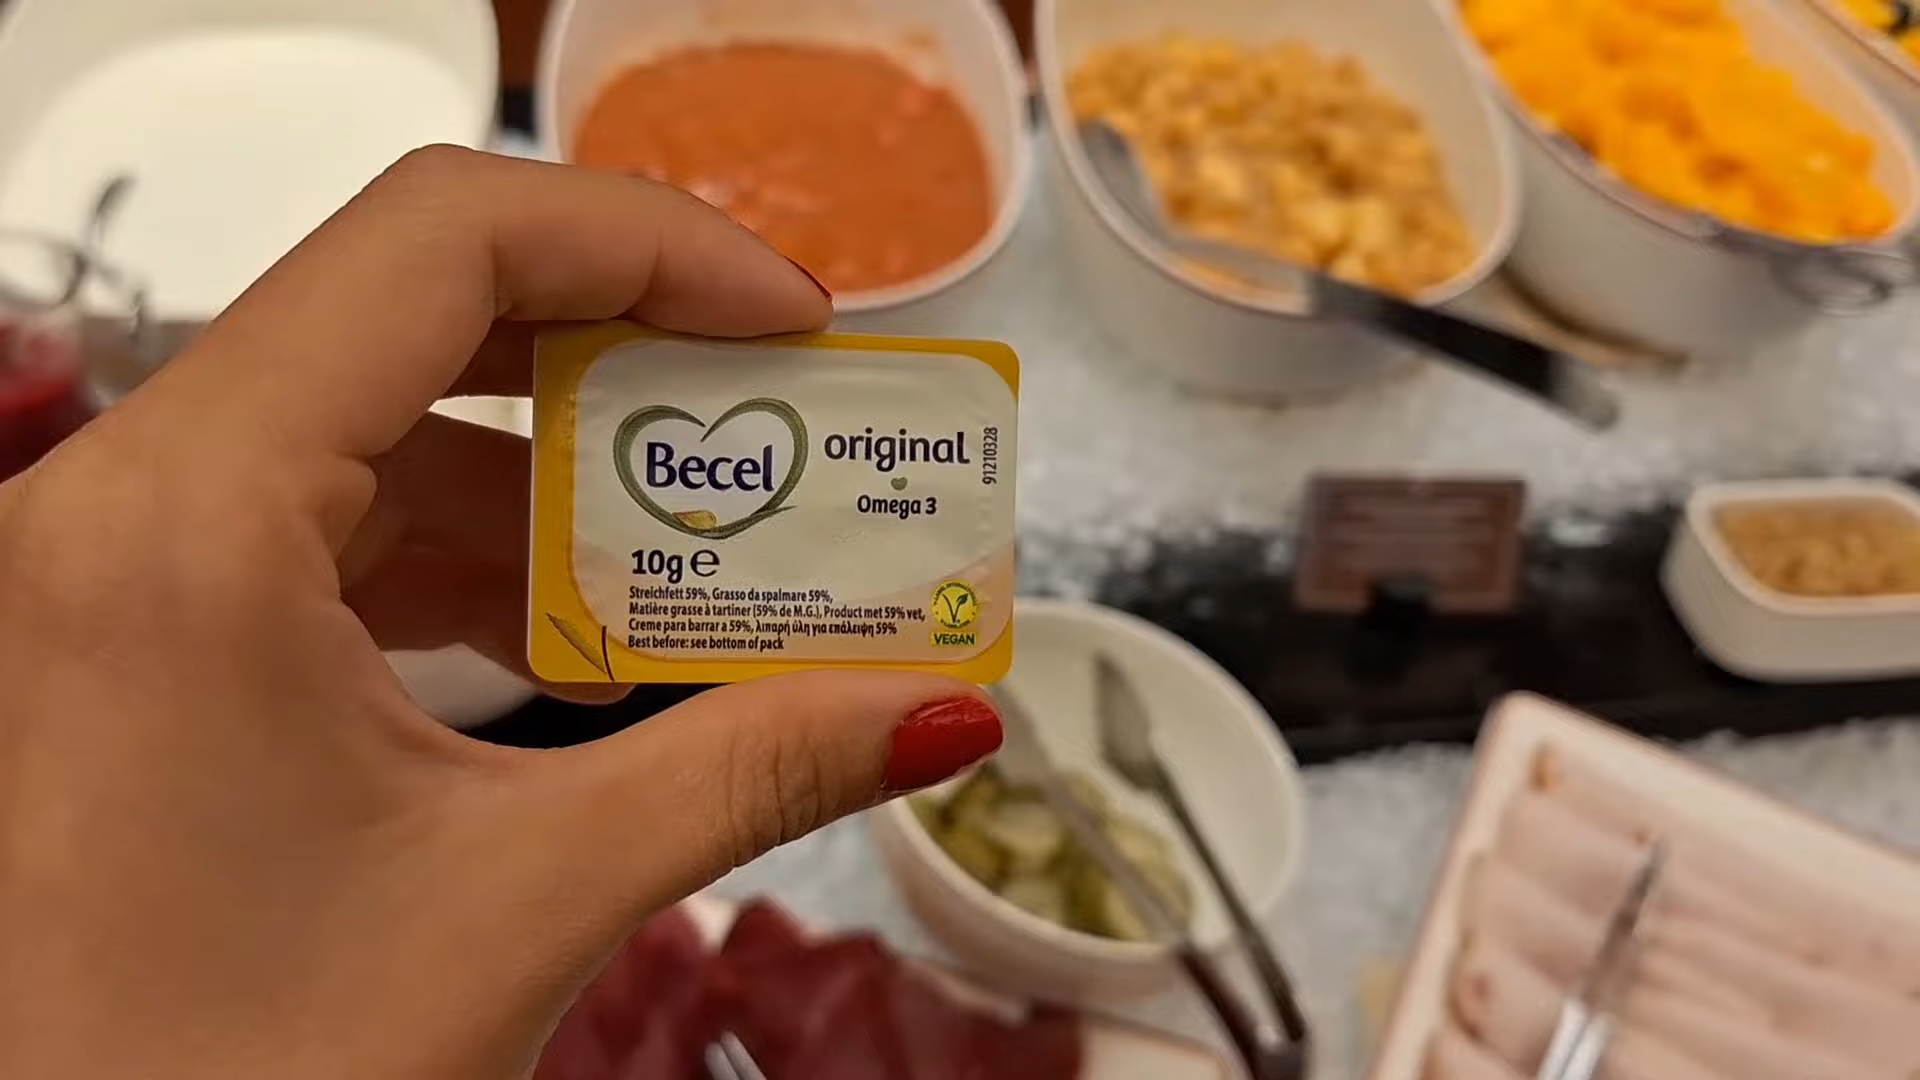 Becel
original
Omega 3
91210328
10g ℮
Streichfett 59%, Grasso da spalmare 59%,
Matière grasse à tartiner (59% de M.G.), Product met 59% vet,
Creme para barrar a 59%, λιπαρή ύλη για επάλειψη 59%
Best before: see bottom of pack
VEGAN